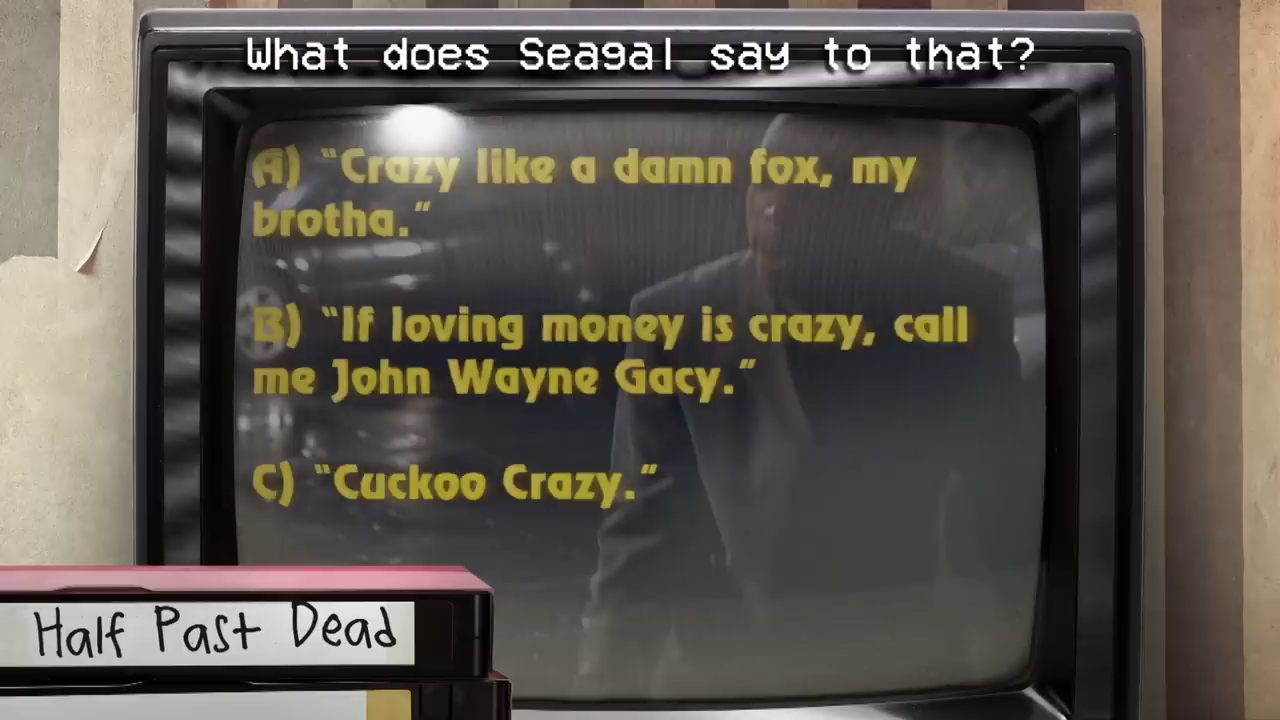 What does Seagal say to that?
A) “Crazy like a damn fox, my
brotha.”
B) “If loving money is crazy, call
me John Wayne Gacy.”
C) “Cuckoo Crazy.”
Half Past Dead